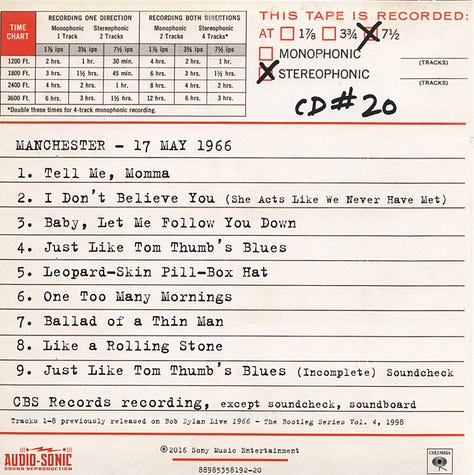 TIME CHART
RECORDING ONE DIRECTION
RECORDING BOTH DIRECTIONS
Monophonic 1 Track
Stereophonic 2 Tracks
Monophonic 2 Tracks
Stereophonic 4 Tracks*
1⅞ ips 3¾ ips 7½ ips 1⅞ ips 3¾ ips 7½ ips
1200 Ft. 2 hrs. 1 hr. 30 min. 4 hrs. 2 hrs. 1 hr.
1800 Ft. 3 hrs. 1½ hrs. 45 min. 6 hrs. 3 hrs. 1½ hrs.
2400 Ft. 4 hrs. 2 hrs. 1 hr. 8 hrs. 4 hrs. 2 hrs.
3600 Ft. 6 hrs. 3 hrs. 1½ hrs. 12 hrs. 6 hrs. 3 hrs.
*Double these times for 4-track monophonic recording.
THIS TAPE IS RECORDED:
AT 1⅞ 3¾ 7½
MONOPHONIC
(TRACKS)
STEREOPHONIC
(TRACKS)
CD#20
MANCHESTER – 17 MAY 1966
1. Tell Me, Momma
2. I Don't Believe You (She Acts Like We Never Have Met)
3. Baby, Let Me Follow You Down
4. Just Like Tom Thumb's Blues
5. Leopard-Skin Pill-Box Hat
6. One Too Many Mornings
7. Ballad of a Thin Man
8. Like a Rolling Stone
9. Just Like Tom Thumb's Blues (Incomplete) Soundcheck
CBS Records recording, except soundcheck, soundboard
Tracks 1-8 previously released on Bob Dylan Live 1966 - The Bootleg Series Vol. 4, 1998
AUDIO-SONIC
SOUND REPRODUCTION
℗©2016 Sony Music Entertainment
88985358192-20
COLUMBIA